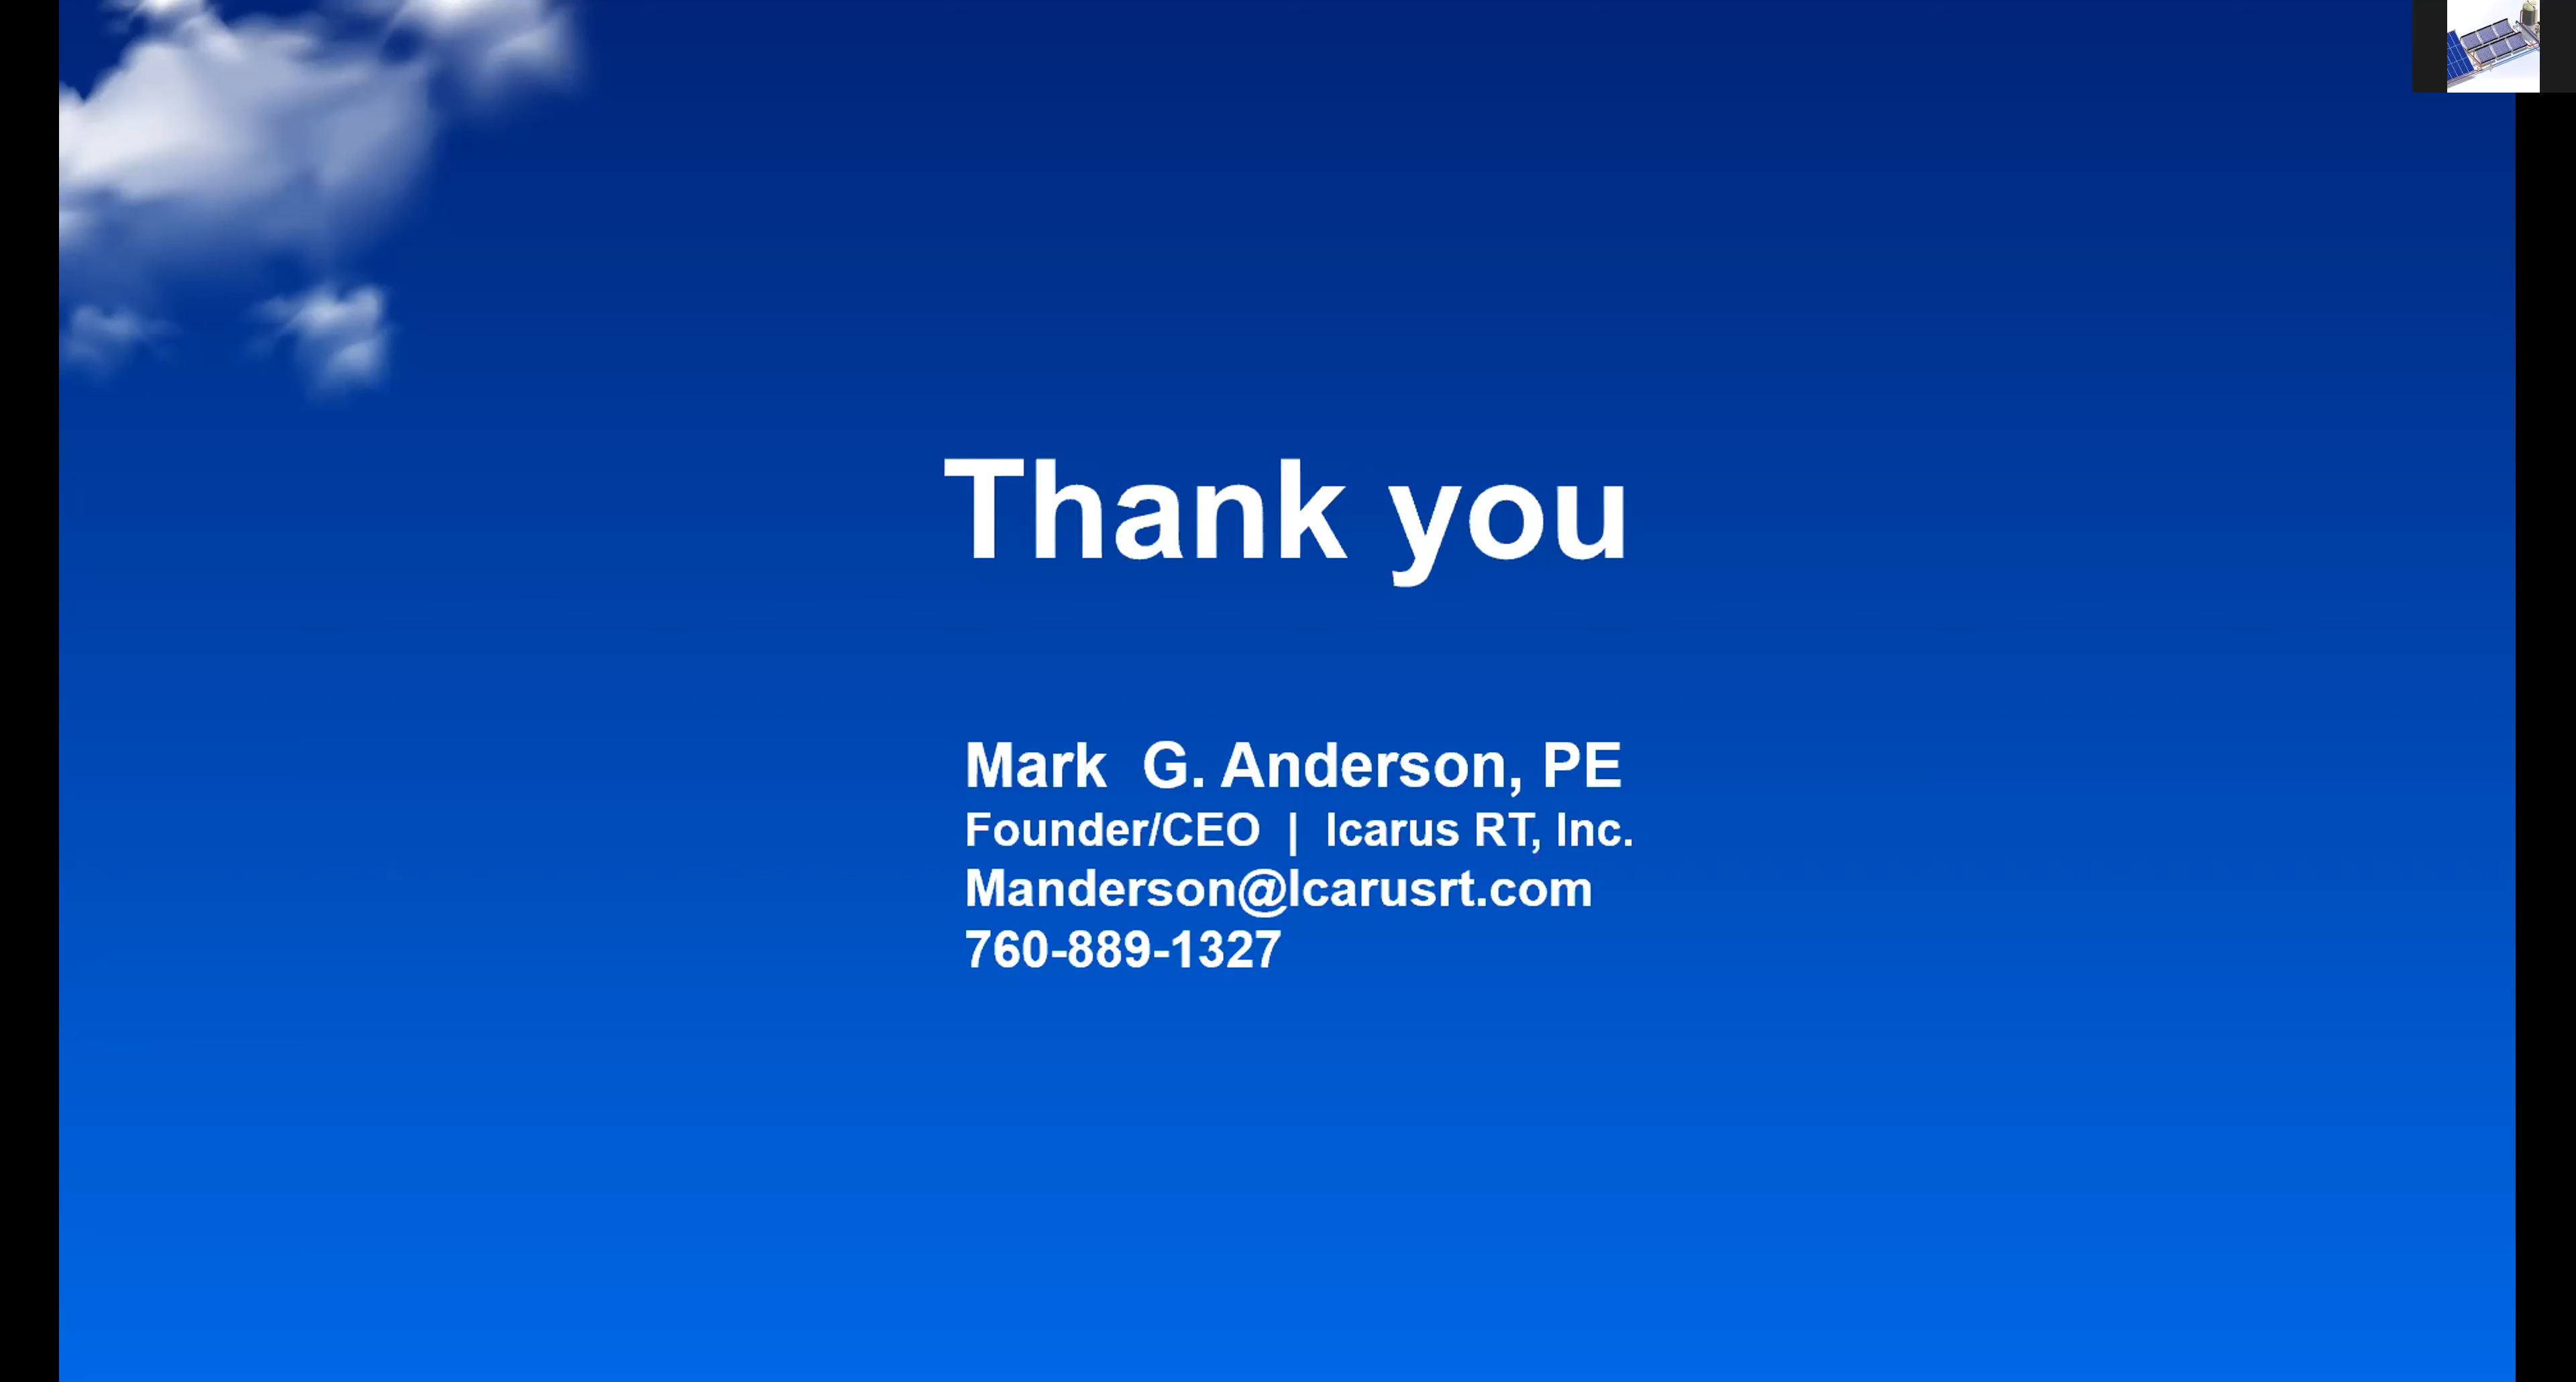 Thank you
Mark  G. Anderson, PE
Founder/CEO  |  Icarus RT, Inc.
Manderson@Icarusrt.com
760-889-1327